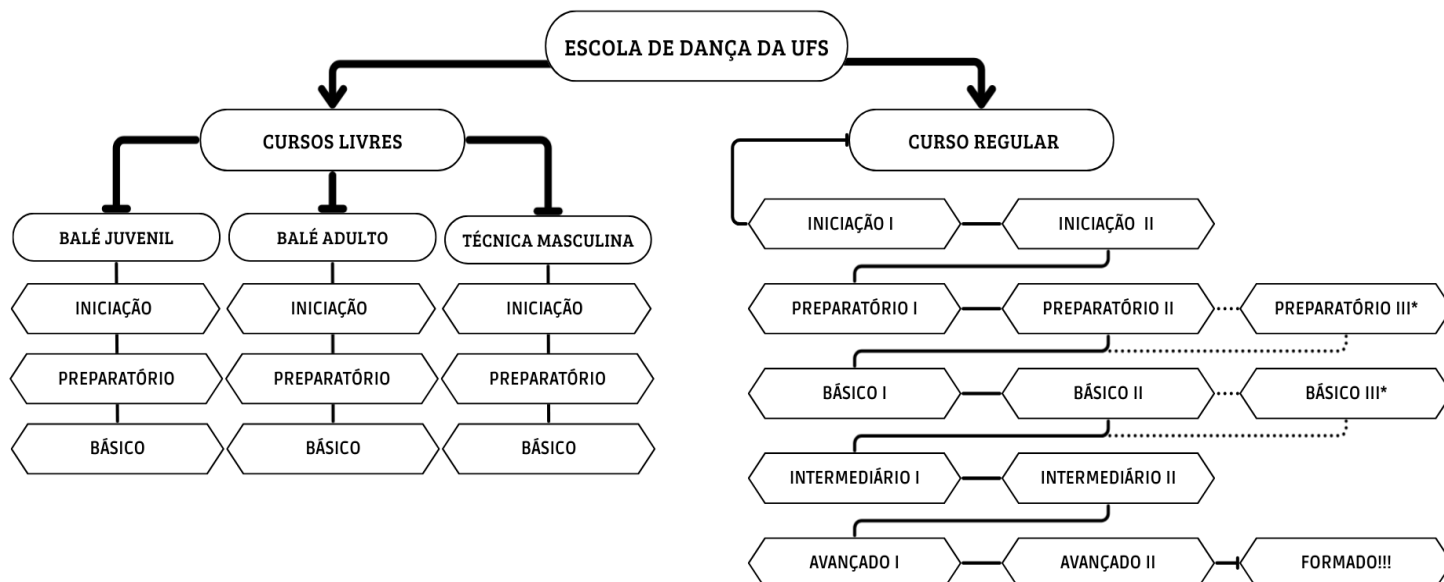 ESCOLA DE DANÇA DA UFS
CURSOS LIVRES
CURSO REGULAR
BALÉ JUVENIL
BALÉ ADULTO
TÉCNICA MASCULINA
INICIAÇÃO
INICIAÇÃO
INICIAÇÃO
PREPARATÓRIO
PREPARATÓRIO
PREPARATÓRIO
BÁSICO
BÁSICO
BÁSICO
INICIAÇÃO I
INICIAÇÃO II
PREPARATÓRIO I
PREPARATÓRIO II
PREPARATÓRIO III*
BÁSICO I
BÁSICO II
BÁSICO III*
INTERMEDIÁRIO I
INTERMEDIÁRIO II
AVANÇADO I
AVANÇADO II
FORMADO!!!